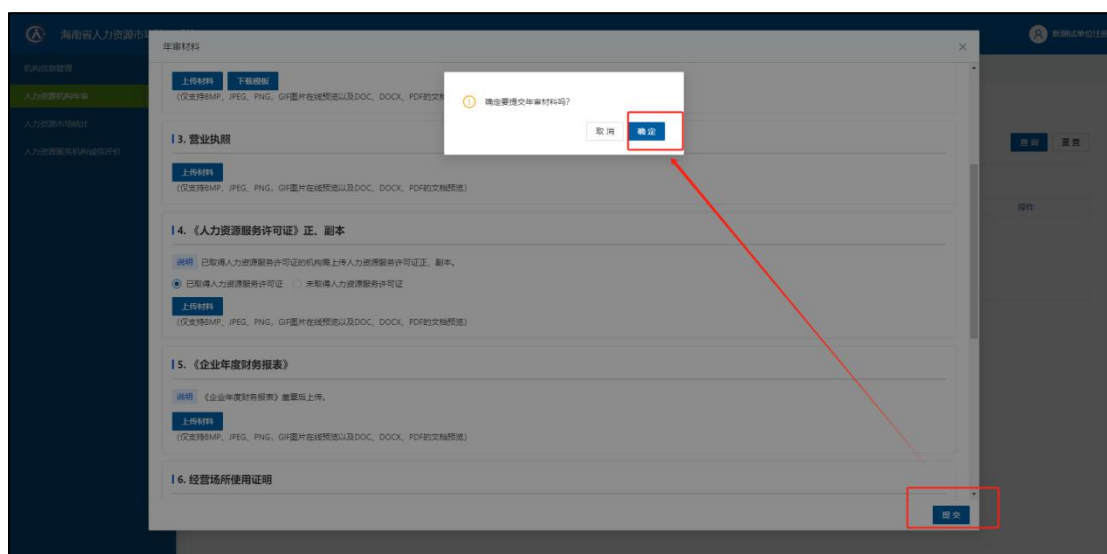 海南省人力资源市场
年审材料
机构信息管理
人力资源机构年审
人力资源市场统计
人力资源服务机构诚信评价
上传材料 下载模板
(仅支持BMP、JPEG、PNG、GIF图片在线预览以及DOC、DOCX、PDF的文
确定要提交年审材料吗?
取消 确定
查询 重置
操作
3. 营业执照
上传材料
(仅支持BMP、JPEG、PNG、GIF图片在线预览以及DOC、DOCX、PDF的文档预览)
4. 《人力资源服务许可证》正、副本
说明 已取得人力资源服务许可证的机构需上传人力资源服务许可证正、副本。
已取得人力资源服务许可证 未取得人力资源服务许可证
上传材料
(仅支持BMP、JPEG、PNG、GIF图片在线预览以及DOC、DOCX、PDF的文档预览)
5. 《企业年度财务报表》
说明 《企业年度财务报表》盖章后上传。
上传材料
(仅支持BMP、JPEG、PNG、GIF图片在线预览以及DOC、DOCX、PDF的文档预览)
6. 经营场所使用证明
提交